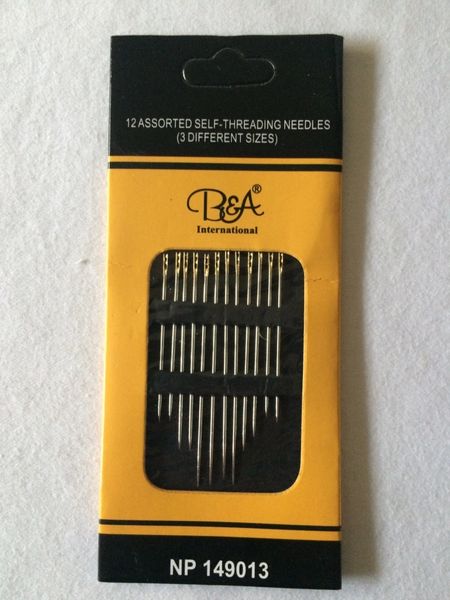 12 ASSORTED SELF-THREADING NEEDLES
(3 DIFFERENT SIZES)
B&A®
International
NP 149013